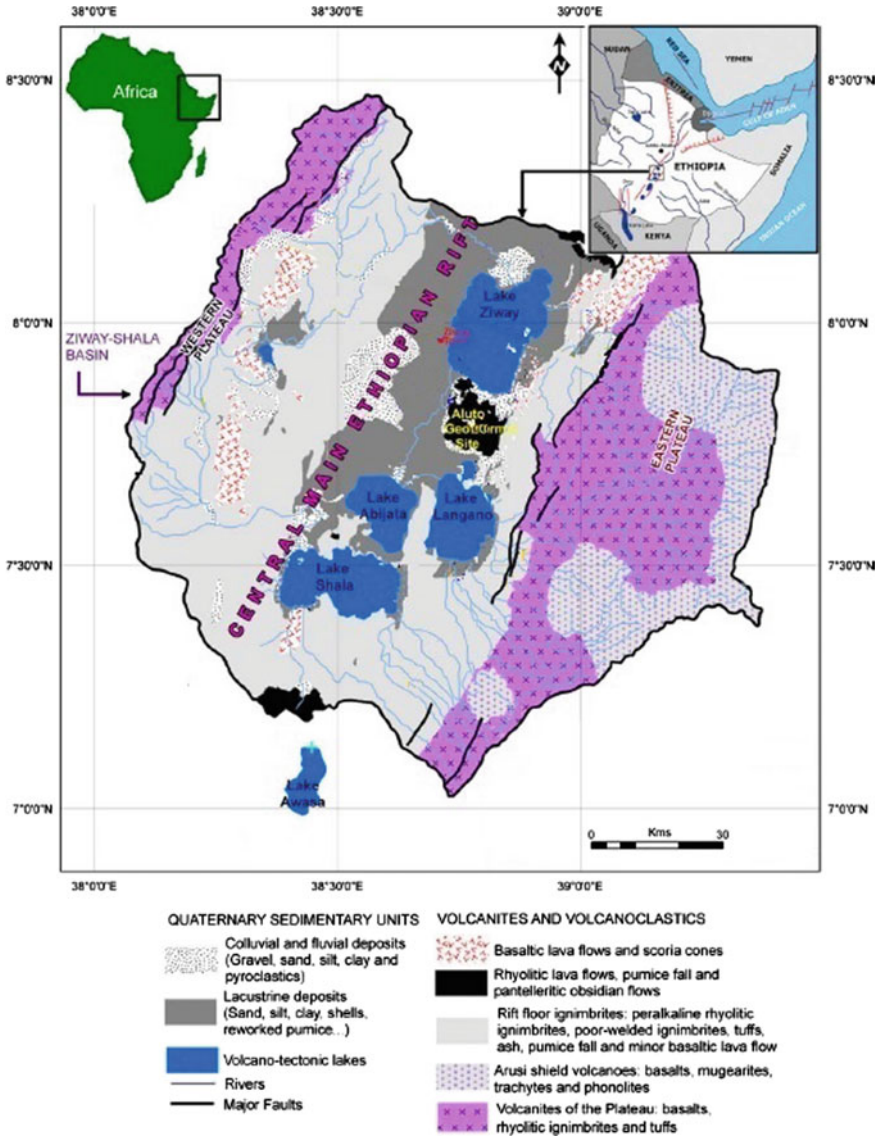 38°0'0"E
38°30'0"E
39°0'0"E
8°30'0"N
8°30'0"N
Africa
N
SUDAN
RED SEA
YEMEN
ERITREA
GULF OF ADEN
ETHIOPIA
SOMALIA
UGANDA
KENYA
INDIAN OCEAN
8°0'0"N
8°0'0"N
ZIWAY-SHALA
BASIN
WESTERN
PLATEAU
CENTRAL MAIN ETHIOPIAN RIFT
Lake
Ziway
Aluto
Geothermal
Site
EASTERN
PLATEAU
Lake
Abijata
Lake
Langano
7°30'0"N
7°30'0"N
Lake
Shala
7°0'0"N
7°0'0"N
Lake
Awasa
Kms
0
30
38°0'0"E
38°30'0"E
39°0'0"E
QUATERNARY SEDIMENTARY UNITS
Colluvial and fluvial deposits
(Gravel, sand, silt, clay and
pyroclastics)
Lacustrine deposits
(Sand, silt, clay, shells,
reworked pumice...)
Volcano-tectonic lakes
Rivers
Major Faults
VOLCANITES AND VOLCANOCLASTICS
Basaltic lava flows and scoria cones
Rhyolitic lava flows, pumice fall and
pantelleritic obsidian flows
Rift floor ignimbrites: peralkaline rhyolitic
ignimbrites, poor-welded ignimbrites, tuffs,
ash, pumice fall and minor basaltic lava flow
Arusi shield volcanoes: basalts, mugearites,
trachytes and phonolites
Volcanites of the Plateau: basalts,
rhyolitic ignimbrites and tuffs